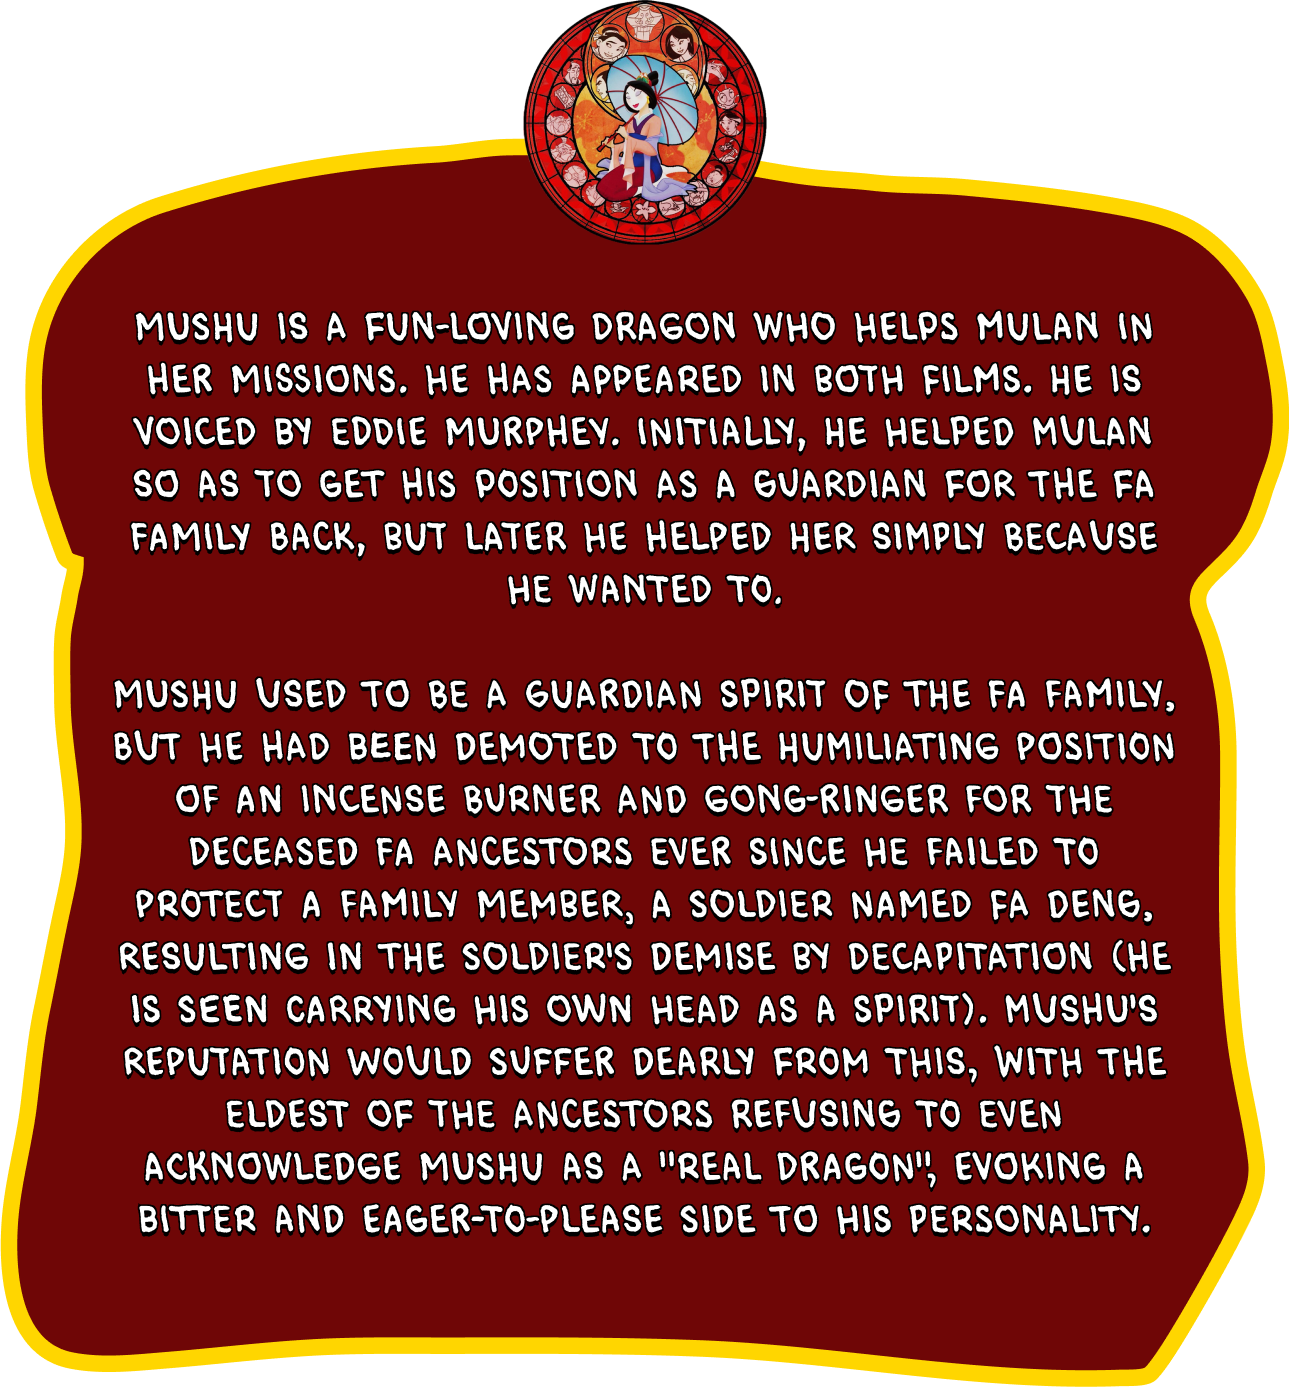 MUSHU IS A FUN-LOVING DRAGON WHO HELPS MULAN IN
HER MISSIONS. HE HAS APPEARED IN BOTH FILMS. HE IS
VOICED BY EDDIE MURPHEY. INITIALLY, HE HELPED MULAN
SO AS TO GET HIS POSITION AS A GUARDIAN FOR THE FA
FAMILY BACK, BUT LATER HE HELPED HER SIMPLY BECAUSE
HE WANTED TO.
MUSHU USED TO BE A GUARDIAN SPIRIT OF THE FA FAMILY,
BUT HE HAD BEEN DEMOTED TO THE HUMILIATING POSITION
OF AN INCENSE BURNER AND GONG-RINGER FOR THE
DECEASED FA ANCESTORS EVER SINCE HE FAILED TO
PROTECT A FAMILY MEMBER, A SOLDIER NAMED FA DENG,
RESULTING IN THE SOLDIER'S DEMISE BY DECAPITATION (HE
IS SEEN CARRYING HIS OWN HEAD AS A SPIRIT). MUSHU'S
REPUTATION WOULD SUFFER DEARLY FROM THIS, WITH THE
ELDEST OF THE ANCESTORS REFUSING TO EVEN
ACKNOWLEDGE MUSHU AS A "REAL DRAGON", EVOKING A
BITTER AND EAGER-TO-PLEASE SIDE TO HIS PERSONALITY.